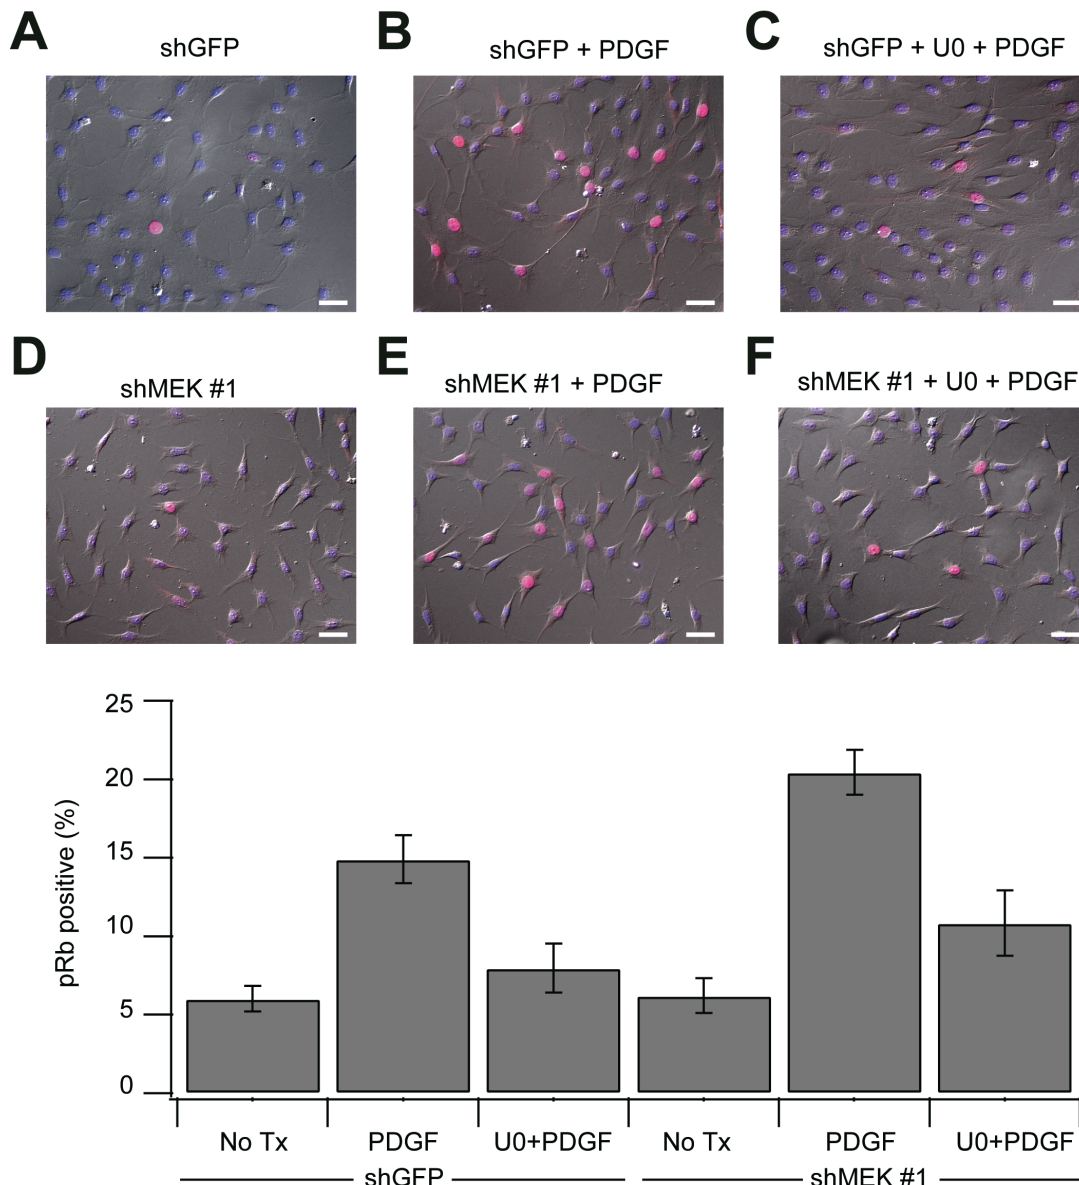 A B C
shGFP shGFP + PDGF shGFP + U0 + PDGF
D E F
shMEK #1 shMEK #1 + PDGF shMEK #1 + U0 + PDGF
25
20
15
10
5
0
pRb positive (%)
No Tx PDGF U0+PDGF No Tx PDGF U0+PDGF
shGFP shMEK #1